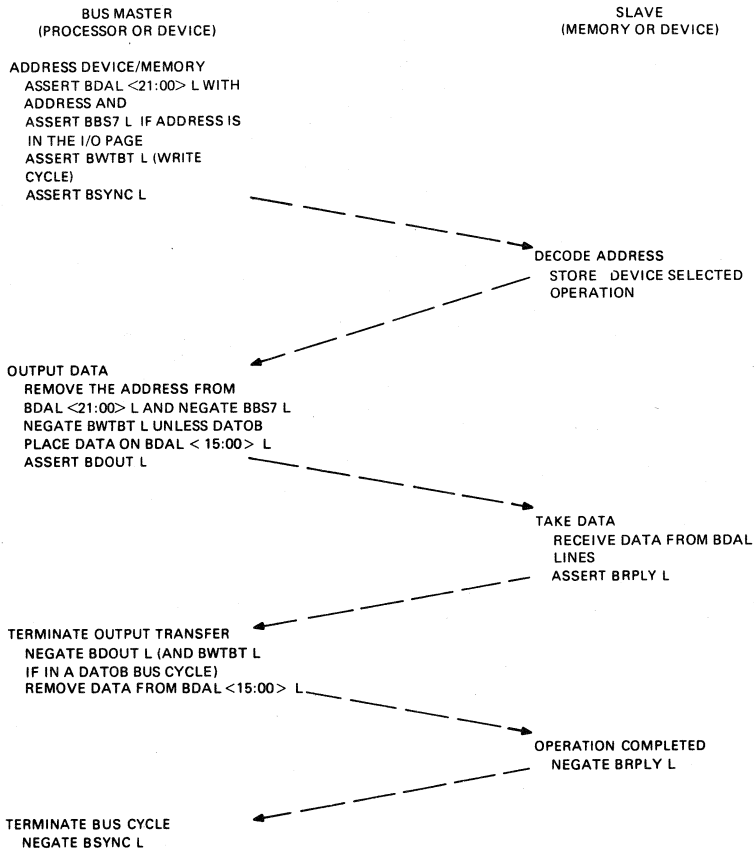 BUS MASTER
(PROCESSOR OR DEVICE)
SLAVE
(MEMORY OR DEVICE)
ADDRESS DEVICE/MEMORY
ASSERT BDAL <21:00> L WITH
ADDRESS AND
ASSERT BBS7 L IF ADDRESS IS
IN THE I/O PAGE
ASSERT BWTBT L (WRITE
CYCLE)
ASSERT BSYNC L
DECODE ADDRESS
STORE DEVICE SELECTED
OPERATION
OUTPUT DATA
REMOVE THE ADDRESS FROM
BDAL <21:00> L AND NEGATE BBS7 L
NEGATE BWTBT L UNLESS DATOB
PLACE DATA ON BDAL < 15:00> L
ASSERT BDOUT L
TAKE DATA
RECEIVE DATA FROM BDAL
LINES
ASSERT BRPLY L
TERMINATE OUTPUT TRANSFER
NEGATE BDOUT L (AND BWTBT L
IF IN A DATOB BUS CYCLE)
REMOVE DATA FROM BDAL <15:00> L
OPERATION COMPLETED
NEGATE BRPLY L
TERMINATE BUS CYCLE
NEGATE BSYNC L